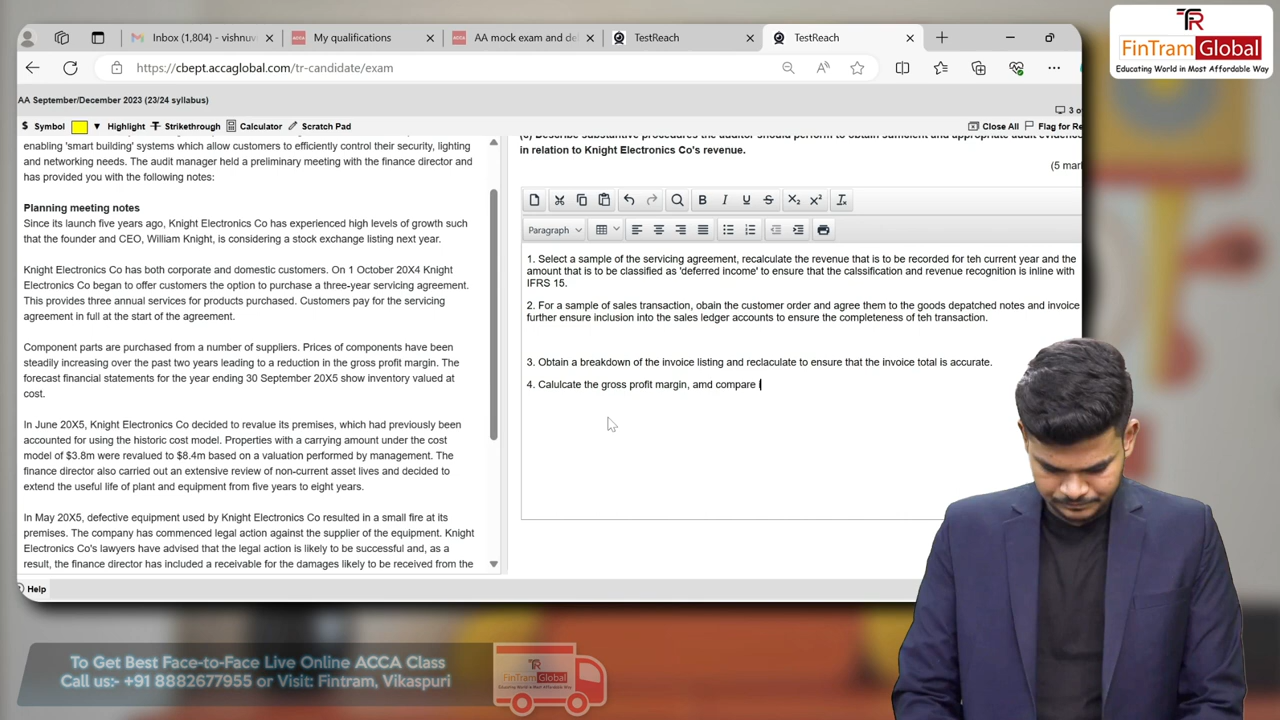 Inbox (1,804) - vishnuv
My qualifications
AA mock exam and de
TestReach
TestReach
https://cbept.accaglobal.com/tr-candidate/exam
FinTram Global
Educating World in Most Affordable Way
AA September/December 2023 (23/24 syllabus)
3 o
$ Symbol Highlight Strikethrough Calculator Scratch Pad
Close All Flag for Re
enabling 'smart building' systems which allow customers to efficiently control their security, lighting
and networking needs. The audit manager held a preliminary meeting with the finance director and
has provided you with the following notes:
Planning meeting notes
Since its launch five years ago, Knight Electronics Co has experienced high levels of growth such
that the founder and CEO, William Knight, is considering a stock exchange listing next year.
Knight Electronics Co has both corporate and domestic customers. On 1 October 20X4 Knight
Electronics Co began to offer customers the option to purchase a three-year servicing agreement.
This provides three annual services for products purchased. Customers pay for the servicing
agreement in full at the start of the agreement.
Component parts are purchased from a number of suppliers. Prices of components have been
steadily increasing over the past two years leading to a reduction in the gross profit margin. The
forecast financial statements for the year ending 30 September 20X5 show inventory valued at
cost.
In June 20X5, Knight Electronics Co decided to revalue its premises, which had previously been
accounted for using the historic cost model. Properties with a carrying amount under the cost
model of $3.8m were revalued to $8.4m based on a valuation performed by management. The
finance director also carried out an extensive review of non-current asset lives and decided to
extend the useful life of plant and equipment from five years to eight years.
In May 20X5, defective equipment used by Knight Electronics Co resulted in a small fire at its
premises. The company has commenced legal action against the supplier of the equipment. Knight
Electronics Co's lawyers have advised that the legal action is likely to be successful and, as a
result, the finance director has included a receivable for the damages likely to be received from the
Help
Describe substantive procedures the auditor should perform to obtain sufficient and appropriate audit
in relation to Knight Electronics Co's revenue.
(5 mar
Paragraph
1. Select a sample of the servicing agreement, recalculate the revenue that is to be recorded for teh current year and the
amount that is to be classified as 'deferred income' to ensure that the calssification and revenue recognition is inline with
IFRS 15.
2. For a sample of sales transaction, obain the customer order and agree them to the goods depatched notes and invoice
further ensure inclusion into the sales ledger accounts to ensure the completeness of teh transaction.
3. Obtain a breakdown of the invoice listing and reclaculate to ensure that the invoice total is accurate.
4. Calulcate the gross profit margin, amd compare
To Get Best Face-to-Face Live Online ACCA Class
Call us:- +91 8882677955 or Visit: Fintram, Vikaspuri
FinTram Global